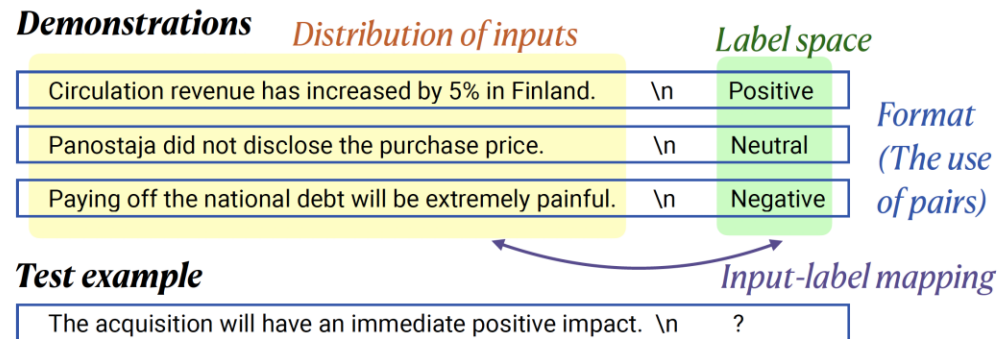 Demonstrations
Distribution of inputs
Label space
Circulation revenue has increased by 5% in Finland. \n Positive
Panostaja did not disclose the purchase price. \n Neutral
Paying off the national debt will be extremely painful. \n Negative
Format
(The use
of pairs)
Test example
Input-label mapping
The acquisition will have an immediate positive impact. \n ?